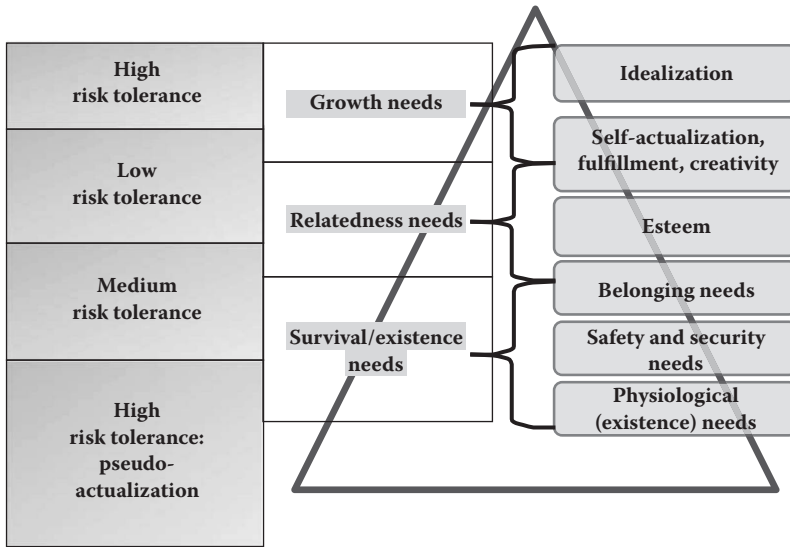 High
risk tolerance
Low
risk tolerance
Medium
risk tolerance
High
risk tolerance:
pseudo-
actualization
Growth needs
Relatedness needs
Survival/existence
needs
Idealization
Self-actualization,
fulfillment, creativity
Esteem
Belonging needs
Safety and security
needs
Physiological
(existence) needs